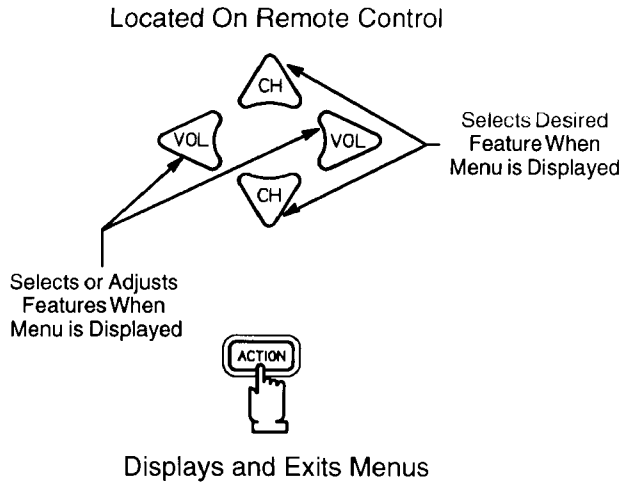 Located On Remote Control
CH
VOL
VOL
CH
Selects Desired
Feature When
Menu is Displayed
Selects or Adjusts
Features When
Menu is Displayed
ACTION
Displays and Exits Menus